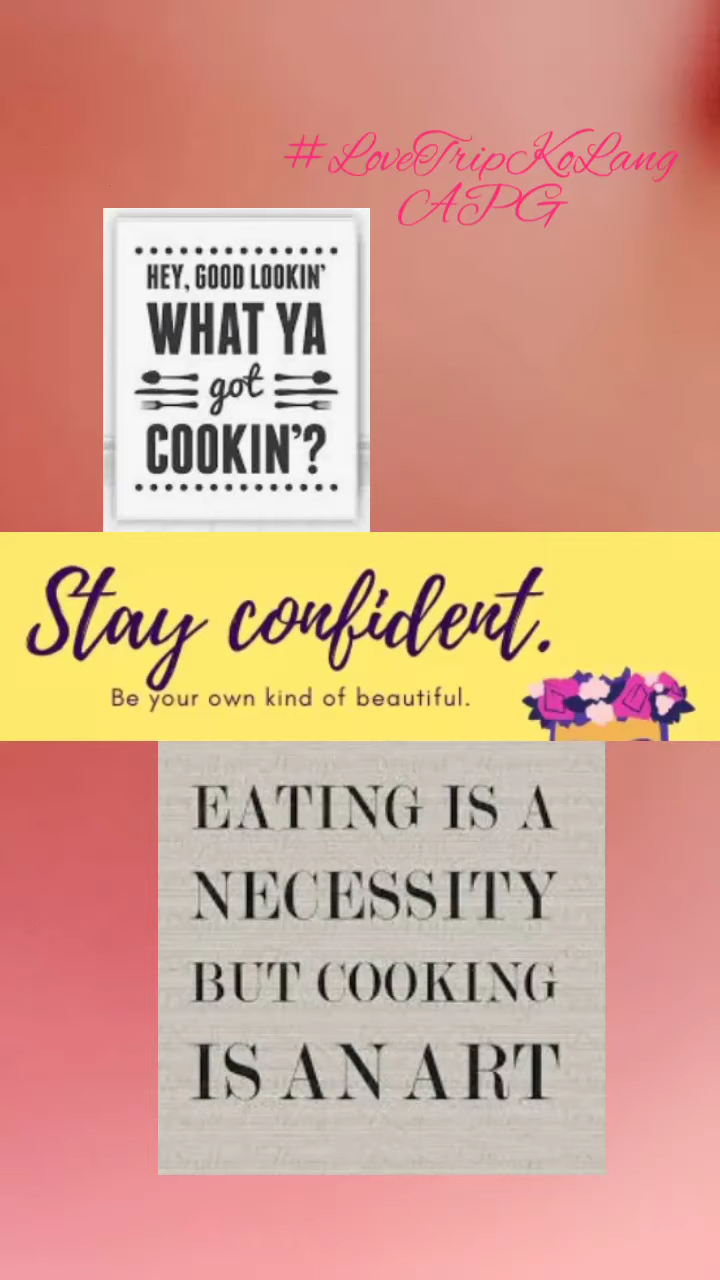 #LoveTripKoLang
APG
HEY, GOOD LOOKIN'
WHAT YA
got
COOKIN'?
Stay confident.
Be your own kind of beautiful.
EATING IS A
NECESSITY
BUT COOKING
IS AN ART